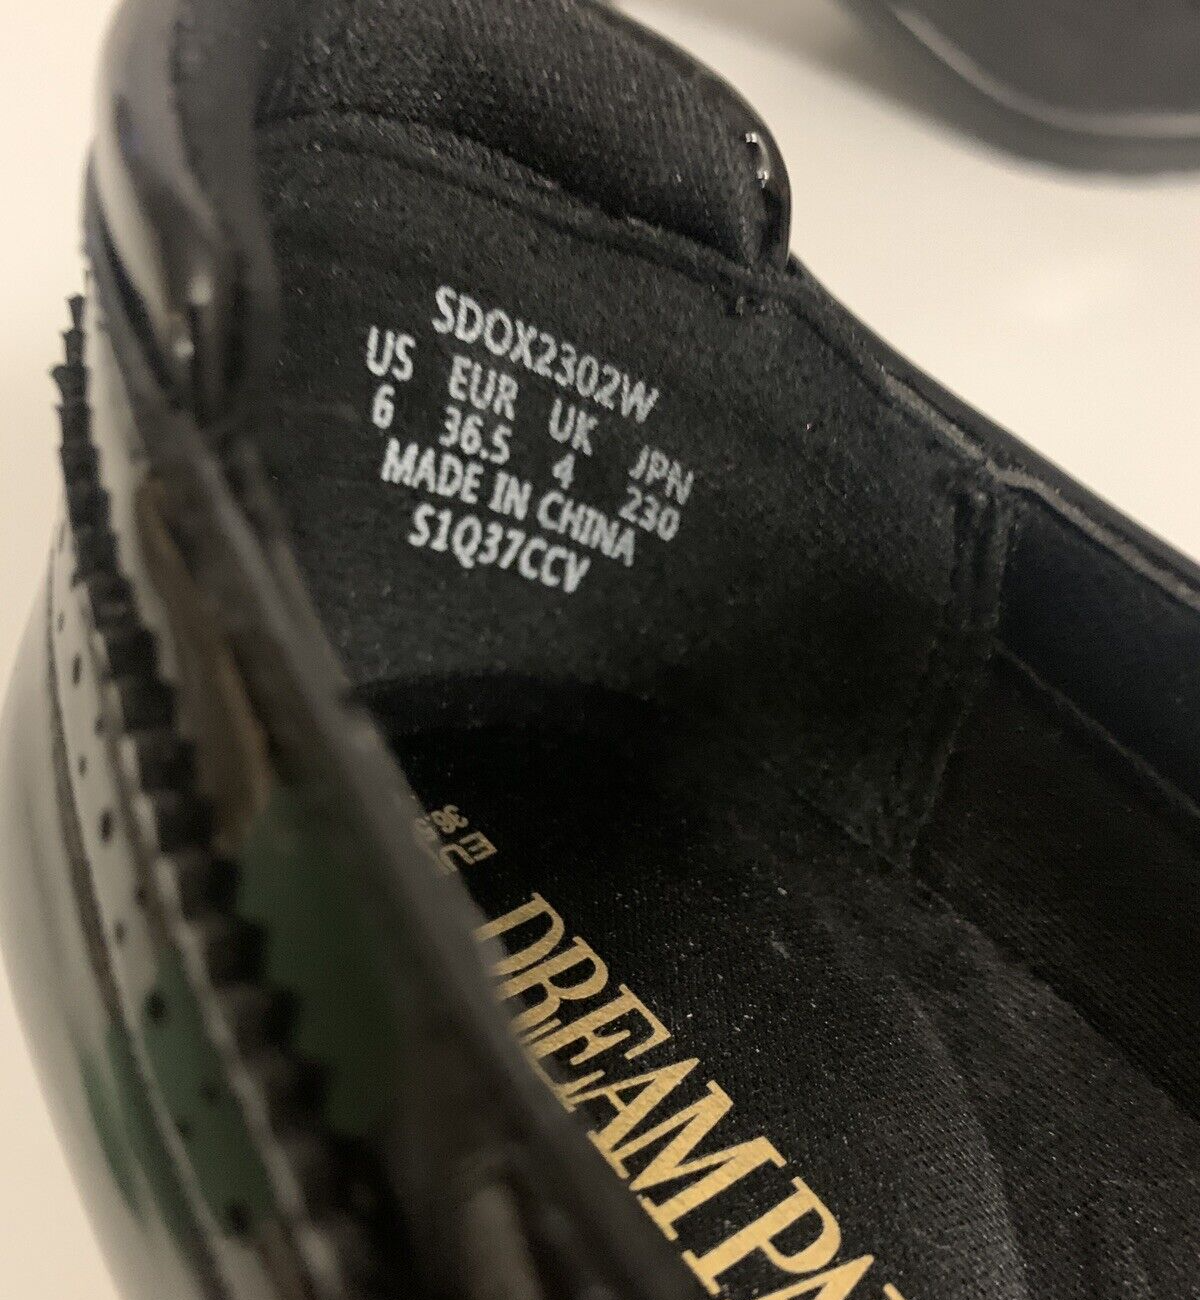 SDOX2302W
US EUR UK JPN
6 36.5 4 230
MADE IN CHINA
S1Q37CCV
DREAM PA